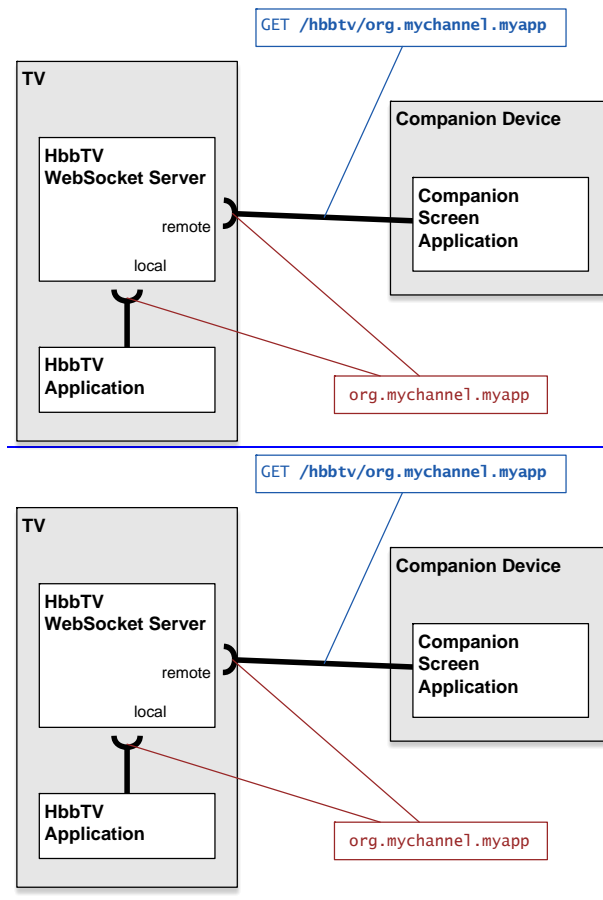 GET /hbbtv/org.mychannel.myapp
TV
Companion Device
HbbTV
WebSocket Server
Companion
Screen
Application
remote
local
HbbTV
Application
org.mychannel.myapp
GET /hbbtv/org.mychannel.myapp
TV
Companion Device
HbbTV
WebSocket Server
Companion
Screen
Application
remote
local
HbbTV
Application
org.mychannel.myapp